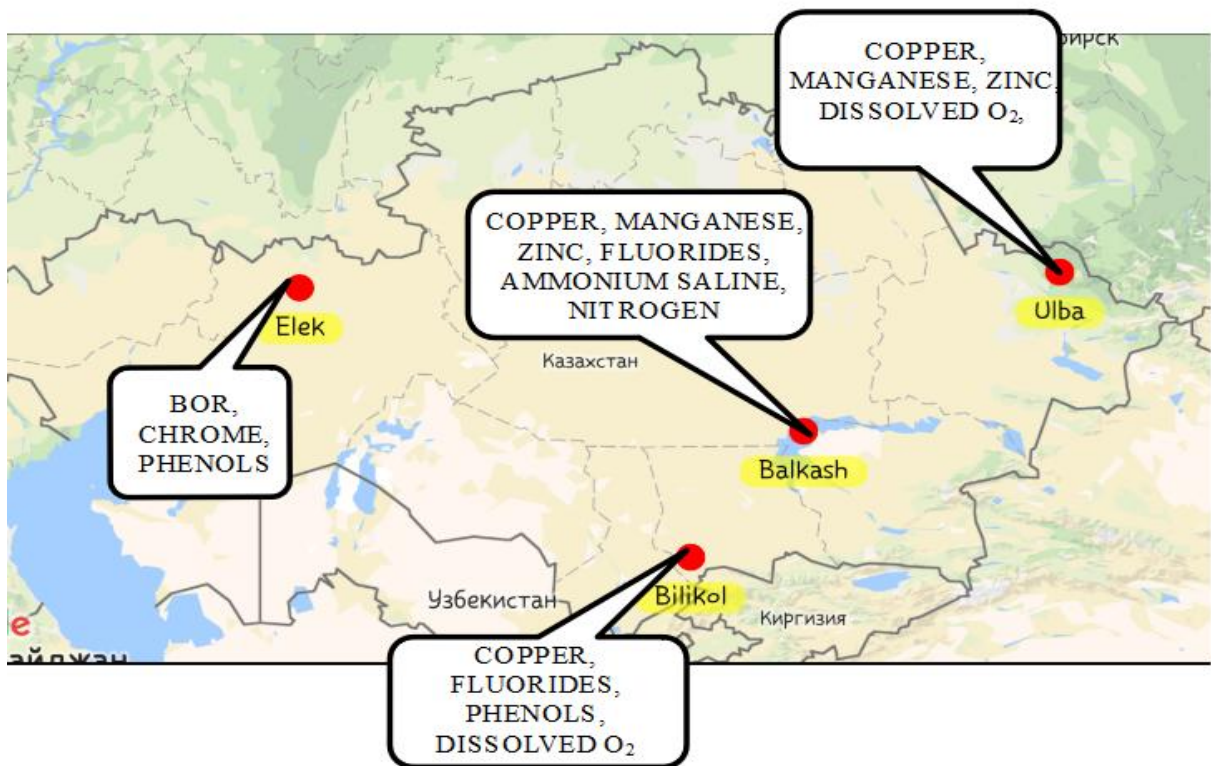 COPPER,
MANGANESE, ZINC,
DISSOLVED O₂,
COPPER, MANGANESE,
ZINC, FLUORIDES,
AMMONIUM SALINE,
NITROGEN
Elek
Ulba
Казахстан
BOR,
CHROME,
PHENOLS
Balkash
Узбекистан
Bilikol
Киргизия
COPPER,
FLUORIDES,
PHENOLS,
DISSOLVED O₂